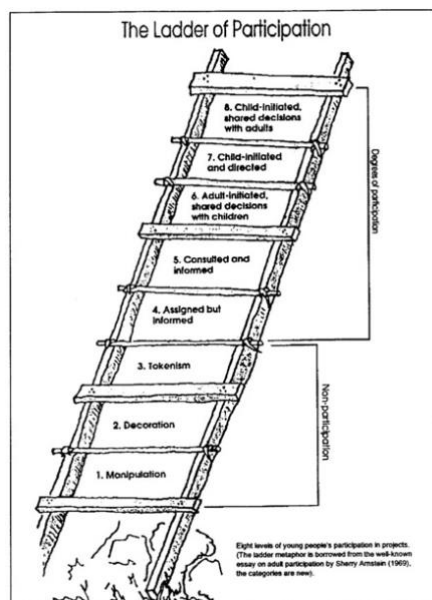 The Ladder of Participation
8. Child-initiated,
shared decisions
with adults
7. Child-initiated
and directed
6. Adult-initiated,
shared decisions
with children
5. Consulted and
informed
4. Assigned but
informed
3. Tokenism
2. Decoration
1. Manipulation
Degrees of participation
Non-participation
Eight levels of young people's participation in projects.
(The ladder metaphor is borrowed from the well-known
essay on adult participation by Sherry Arnstein (1969),
the categories are new).